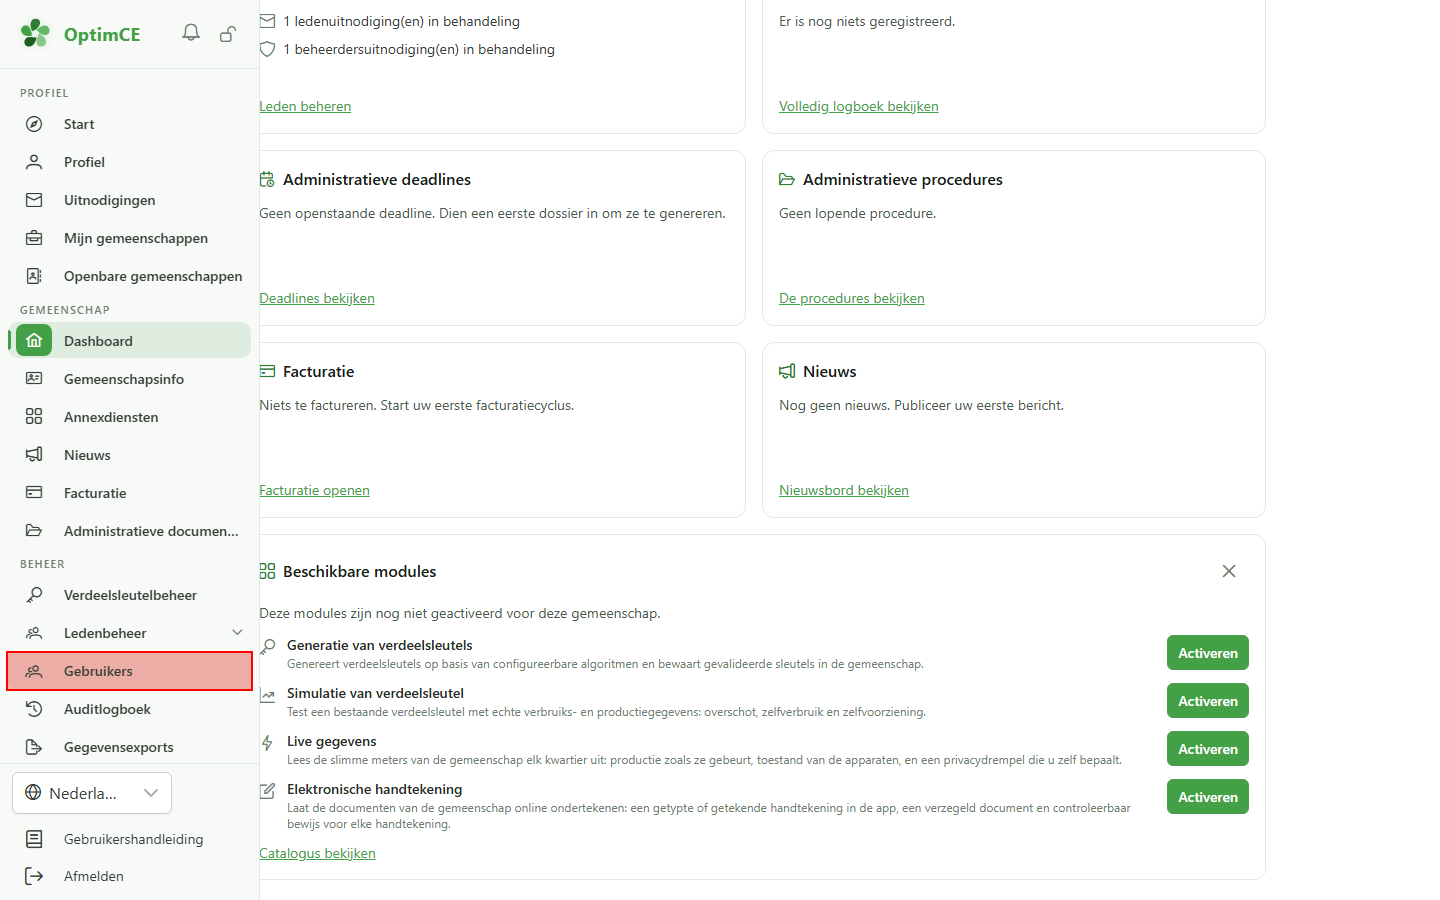 OptimCE
PROFIEL
Start
Profiel
Uitnodigingen
Mijn gemeenschappen
Openbare gemeenschappen
GEMEENSCHAP
Dashboard
Gemeenschapsinfo
Annexdiensten
Nieuws
Facturatie
Administratieve documen...
BEHEER
Verdeelsleutelbeheer
Ledenbeheer
Gebruikers
Auditlogboek
Gegevensexports
Nederla...
Gebruikershandleiding
Afmelden
1 ledenuitnodiging(en) in behandeling
1 beheerdersuitnodiging(en) in behandeling
Leden beheren
Er is nog niets geregistreerd.
Volledig logboek bekijken
Administratieve deadlines
Geen openstaande deadline. Dien een eerste dossier in om ze te genereren.
Deadlines bekijken
Administratieve procedures
Geen lopende procedure.
De procedures bekijken
Facturatie
Niets te factureren. Start uw eerste facturatiecyclus.
Facturatie openen
Nieuws
Nog geen nieuws. Publiceer uw eerste bericht.
Nieuwsbord bekijken
Beschikbare modules
Deze modules zijn nog niet geactiveerd voor deze gemeenschap.
Generatie van verdeelsleutels
Genereert verdeelsleutels op basis van configureerbare algoritmen en bewaart gevalideerde sleutels in de gemeenschap.
Activeren
Simulatie van verdeelsleutel
Test een bestaande verdeelsleutel met echte verbruiks- en productiegegevens: overschot, zelfverbruik en zelfvoorziening.
Activeren
Live gegevens
Lees de slimme meters van de gemeenschap elk kwartier uit: productie zoals ze gebeurt, toestand van de apparaten, en een privacydrempel die u zelf bepaalt.
Activeren
Elektronische handtekening
Laat de documenten van de gemeenschap online ondertekenen: een getypte of getekende handtekening in de app, een verzegeld document en controleerbaar
bewijs voor elke handtekening.
Activeren
Catalogus bekijken